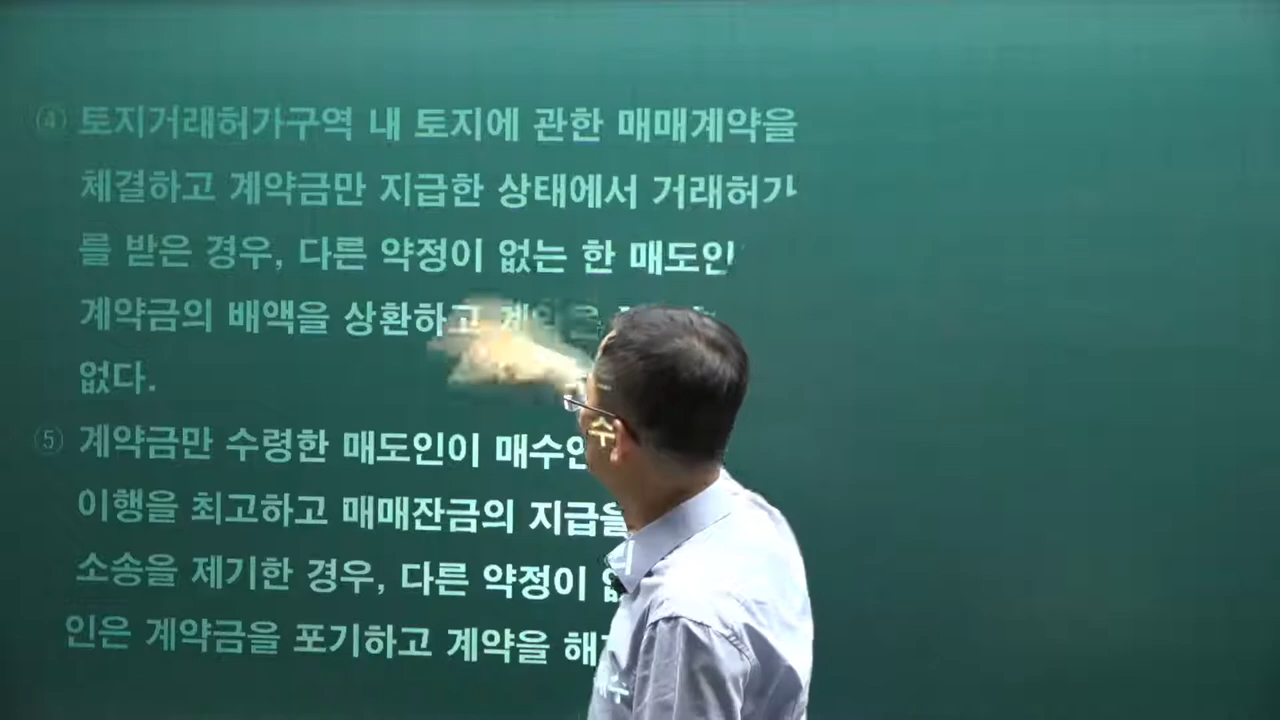 ④ 토지거래허가구역 내 토지에 관한 매매계약을
체결하고 계약금만 지급한 상태에서 거래허가
를 받은 경우, 다른 약정이 없는 한 매도인
계약금의 배액을 상환하고
없다.
⑤ 계약금만 수령한 매도인이 수
이행을 최고하고 매매잔금의 지급을
소송을 제기한 경우, 다른 약정이
인은 계약금을 포기하고 계약을